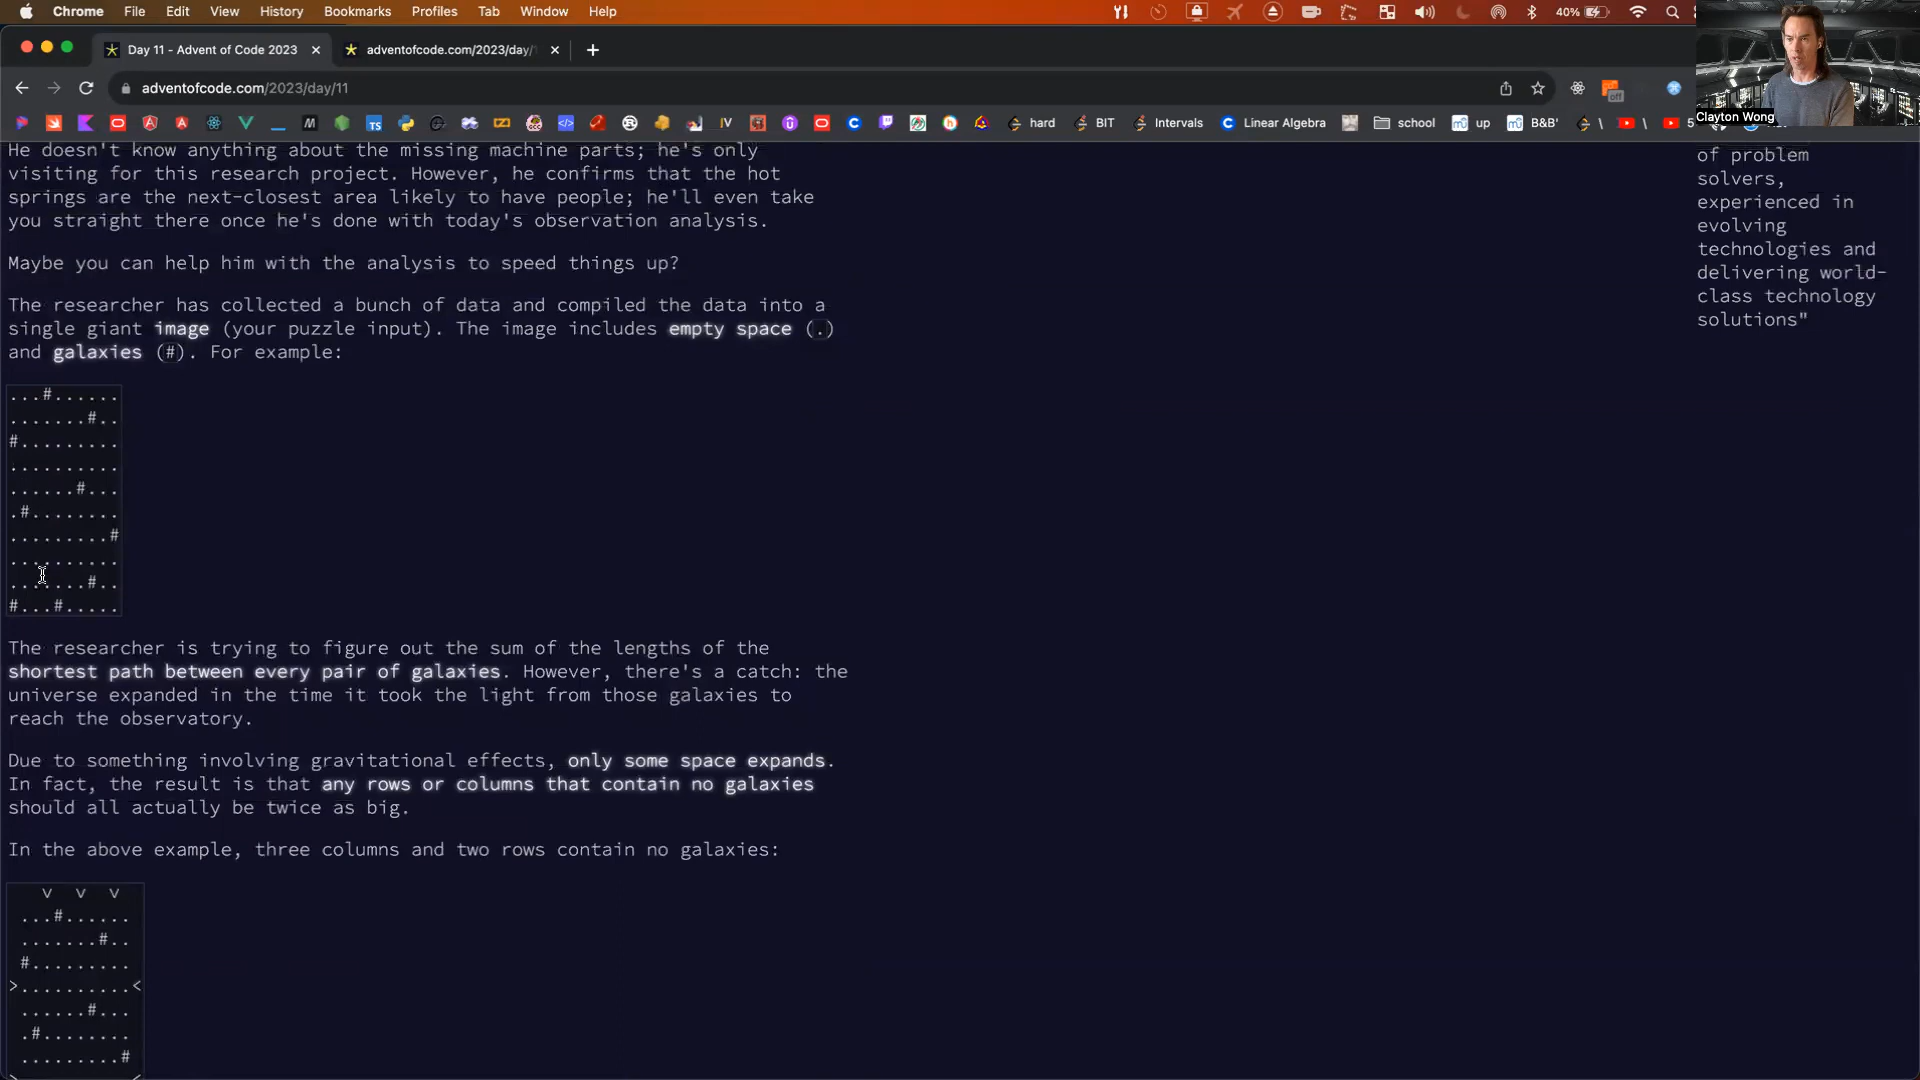 Chrome File Edit View History Bookmarks Profiles Tab Window Help 40%
Day 11 - Advent of Code 2023 adventofcode.com/2023/day/
adventofcode.com/2023/day/11
hard BIT Intervals Linear Algebra school up B&B'
Clayton Wong
He doesn't know anything about the missing machine parts; he's only
visiting for this research project. However, he confirms that the hot
springs are the next-closest area likely to have people; he'll even take
you straight there once he's done with today's observation analysis.
Maybe you can help him with the analysis to speed things up?
The researcher has collected a bunch of data and compiled the data into a
single giant image (your puzzle input). The image includes empty space (.)
and galaxies (#). For example:
...#......
.......#..
#.........
..........
......#...
.#........
.........#
..........
.......#..
#...#.....
The researcher is trying to figure out the sum of the lengths of the
shortest path between every pair of galaxies. However, there's a catch: the
universe expanded in the time it took the light from those galaxies to
reach the observatory.
Due to something involving gravitational effects, only some space expands.
In fact, the result is that any rows or columns that contain no galaxies
should all actually be twice as big.
In the above example, three columns and two rows contain no galaxies:
v  v  v
...#......
.......#..
#.........
>..........<
......#...
.#........
.........#
of problem
solvers,
experienced in
evolving
technologies and
delivering world-
class technology
solutions"